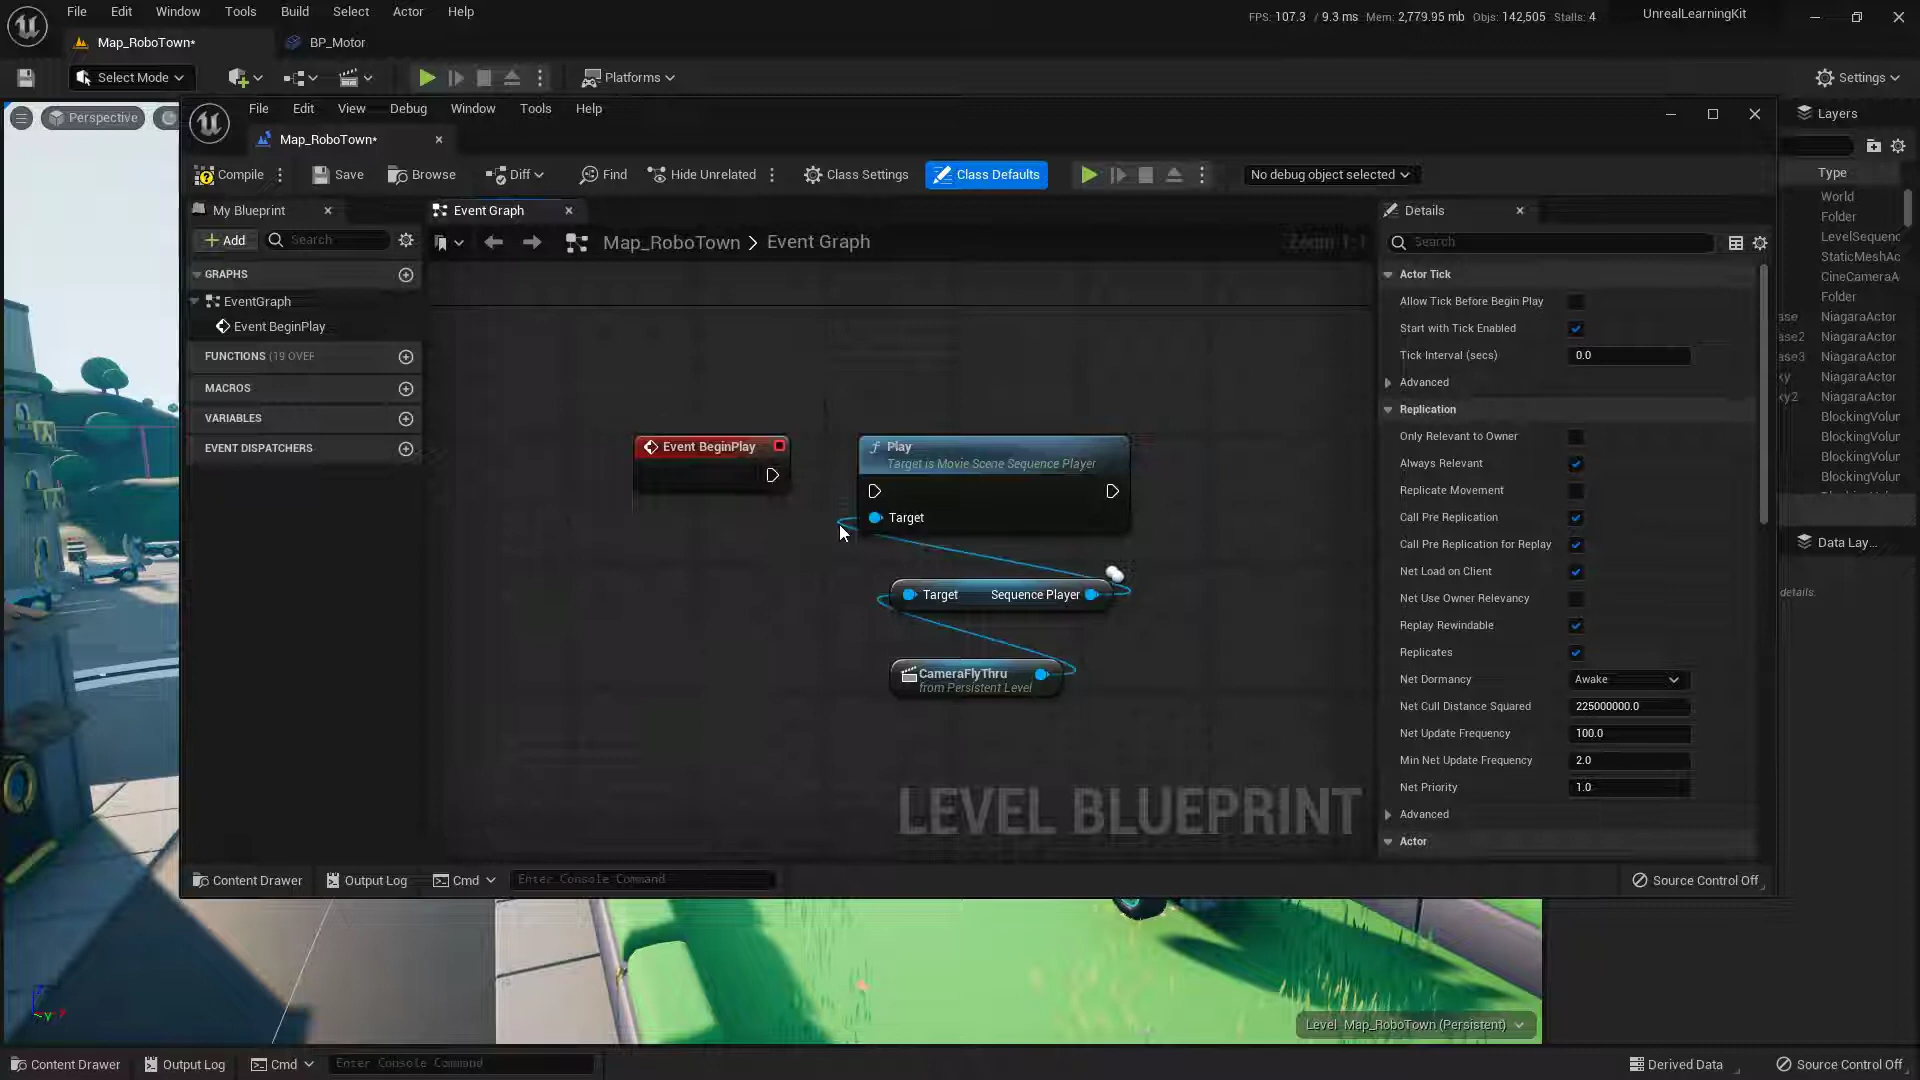 File Edit Window Tools Build Select Actor Help
FPS: 107.3 / 9.3 ms Mem: 2,779.95 mb Objs: 142,505 Stalls: 4
UnrealLearningKit
Map_RoboTown*
BP_Motor
Select Mode
Platforms
Settings
Perspective
File Edit View Debug Window Tools Help
Map_RoboTown*
Layers
Compile
Save
Browse
Diff
Find
Hide Unrelated
Class Settings
Class Defaults
No debug object selected
Type
My Blueprint
Event Graph
Details
Add
Search
Map_RoboTown > Event Graph
Zoom 1:1
Search
GRAPHS
EventGraph
Event BeginPlay
FUNCTIONS (19 OVER
MACROS
VARIABLES
EVENT DISPATCHERS
Event BeginPlay
Play
Target is Movie Scene Sequence Player
Target
Target
Sequence Player
CameraFlyThru
from Persistent Level
LEVEL BLUEPRINT
Actor Tick
Allow Tick Before Begin Play
Start with Tick Enabled
Tick Interval (secs)
0.0
Advanced
Replication
Only Relevant to Owner
Always Relevant
Replicate Movement
Call Pre Replication
Call Pre Replication for Replay
Net Load on Client
Net Use Owner Relevancy
Replay Rewindable
Replicates
Net Dormancy
Awake
Net Cull Distance Squared
225000000.0
Net Update Frequency
100.0
Min Net Update Frequency
2.0
Net Priority
1.0
Advanced
Actor
World
Folder
LevelSequenc
StaticMeshAc
CineCameraA
Folder
ase NiagaraActor
ase2 NiagaraActor
ase3 NiagaraActor
ky NiagaraActor
ky2 NiagaraActor
BlockingVolur
BlockingVolur
BlockingVolur
BlockingVolur
Data Lay...
details.
Content Drawer
Output Log
Cmd
Enter Console Command
Source Control Off
Level Map_RoboTown (Persistent)
Content Drawer
Output Log
Cmd
Enter Console Command
Derived Data
Source Control Off